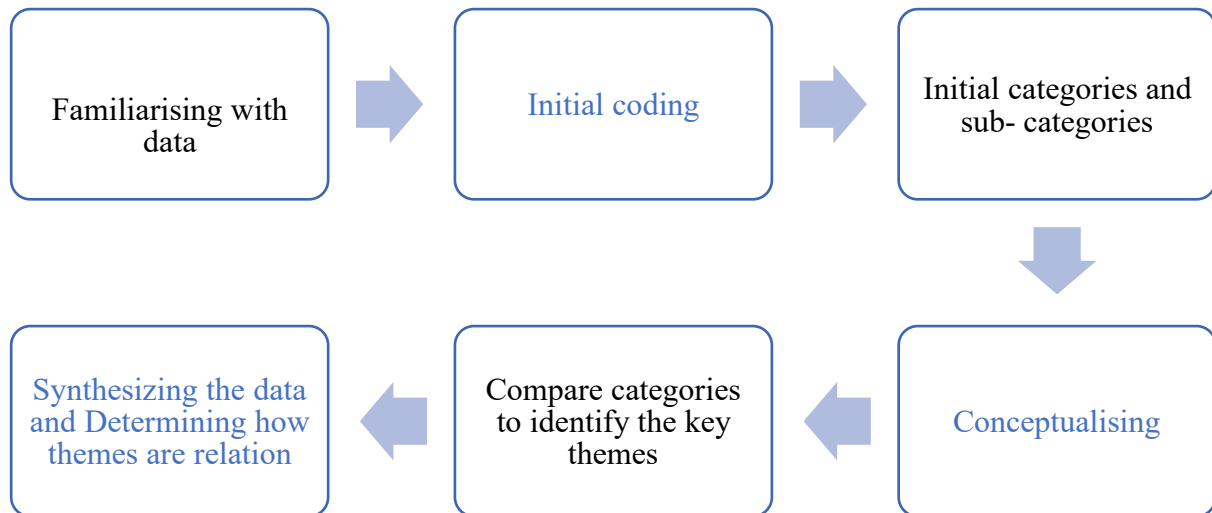 Familiarising with
data
Initial coding
Initial categories and
sub- categories
Conceptualising
Compare categories
to identify the key
themes
Synthesizing the data
and Determining how
themes are relation